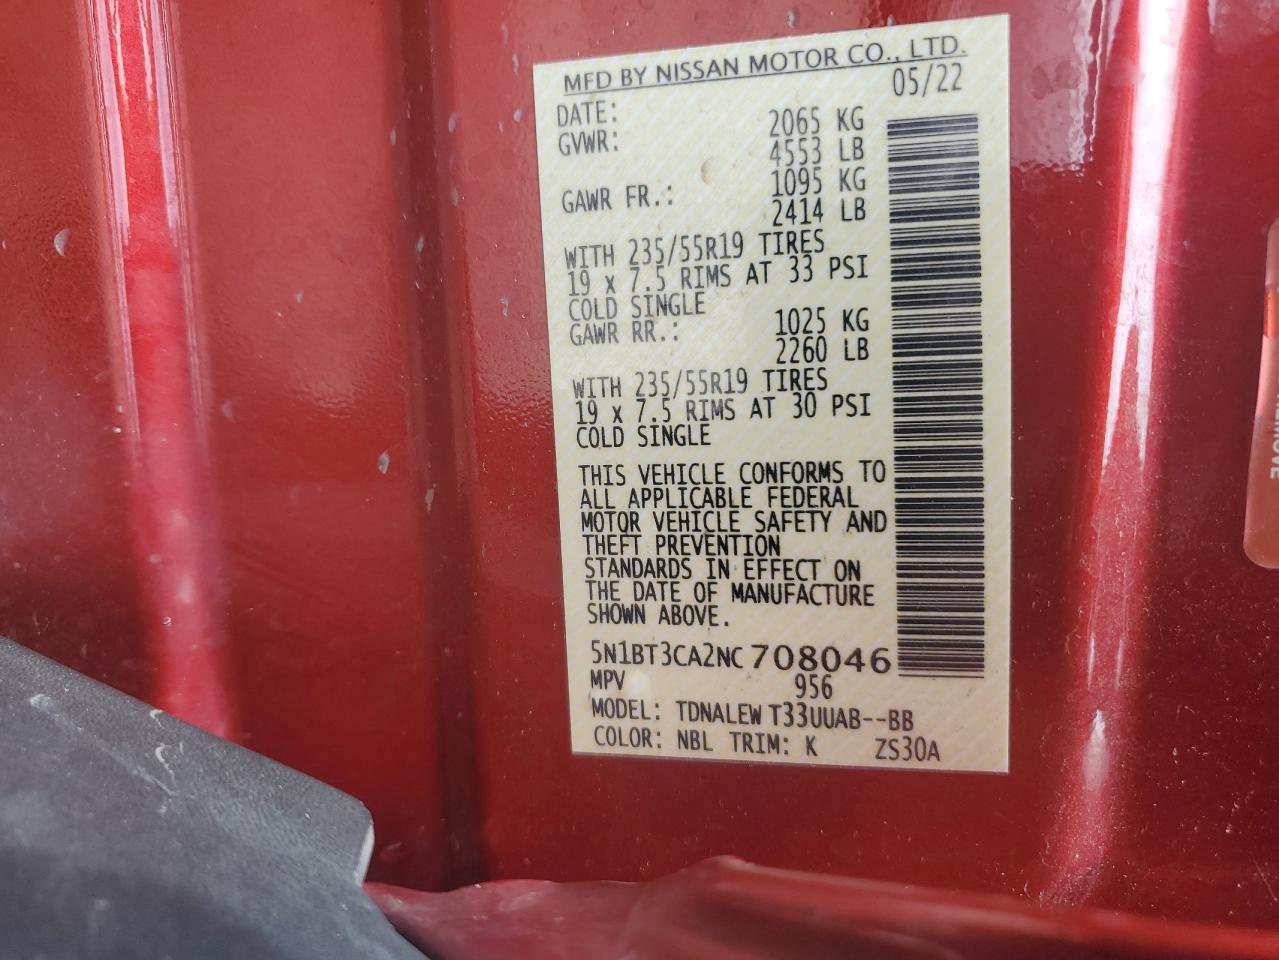 MFD BY NISSAN MOTOR CO., LTD.
DATE: 05/22
GVWR: 2065 KG
4553 LB
GAWR FR.: 1095 KG
2414 LB
WITH 235/55R19 TIRES
19 x 7.5 RIMS AT 33 PSI
COLD SINGLE
GAWR RR.: 1025 KG
2260 LB
WITH 235/55R19 TIRES
19 x 7.5 RIMS AT 30 PSI
COLD SINGLE
THIS VEHICLE CONFORMS TO
ALL APPLICABLE FEDERAL
MOTOR VEHICLE SAFETY AND
THEFT PREVENTION
STANDARDS IN EFFECT ON
THE DATE OF MANUFACTURE
SHOWN ABOVE.
5N1BT3CA2NC708046
MPV 956
MODEL: TDNALEW T33UUAB--BB
COLOR: NBL TRIM: K ZS30A